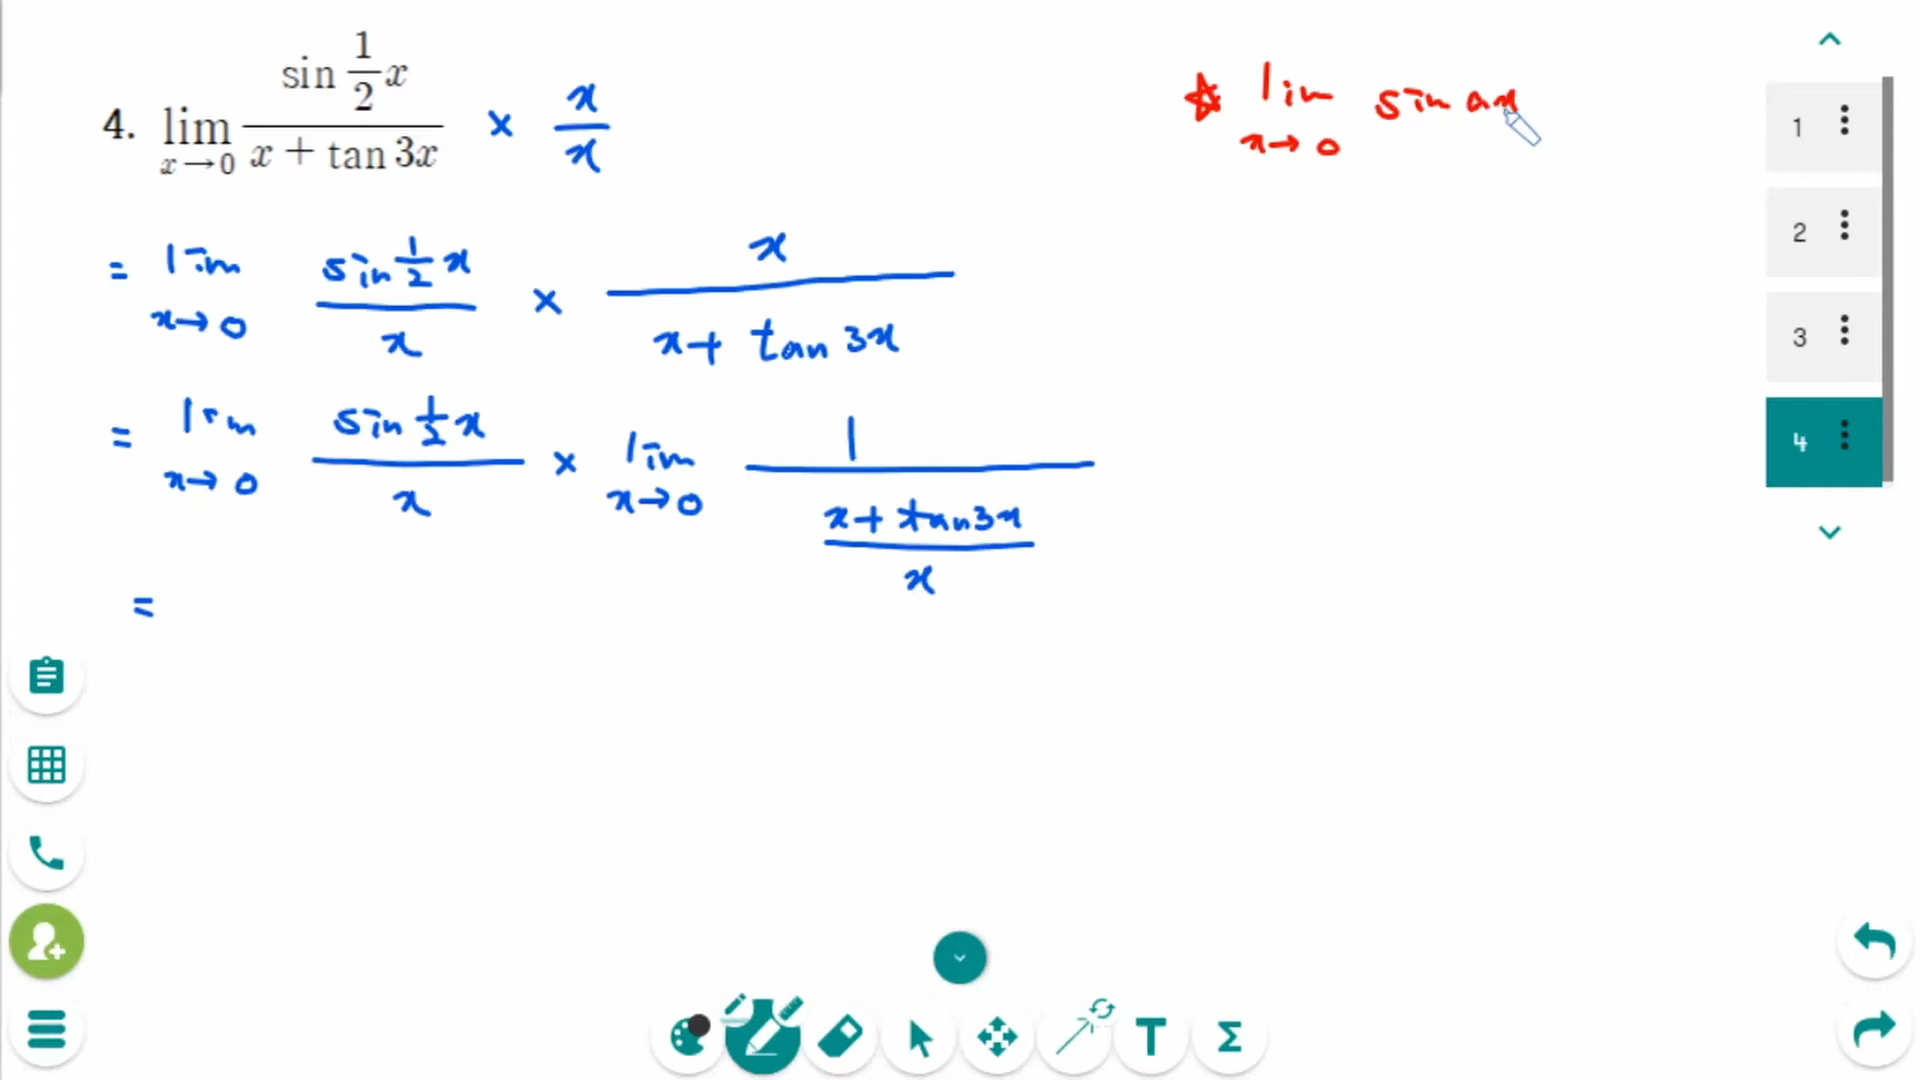 4. lim x→0 sin 1/2 x / x + tan 3x × x/x
☆ lim x→0 sin ax
= lim x→0 sin 1/2 x / x × x / x + tan 3x
= lim x→0 sin 1/2 x / x × lim x→0 1 / x + tan 3x / x
=
1
2
3
4
T
Σ